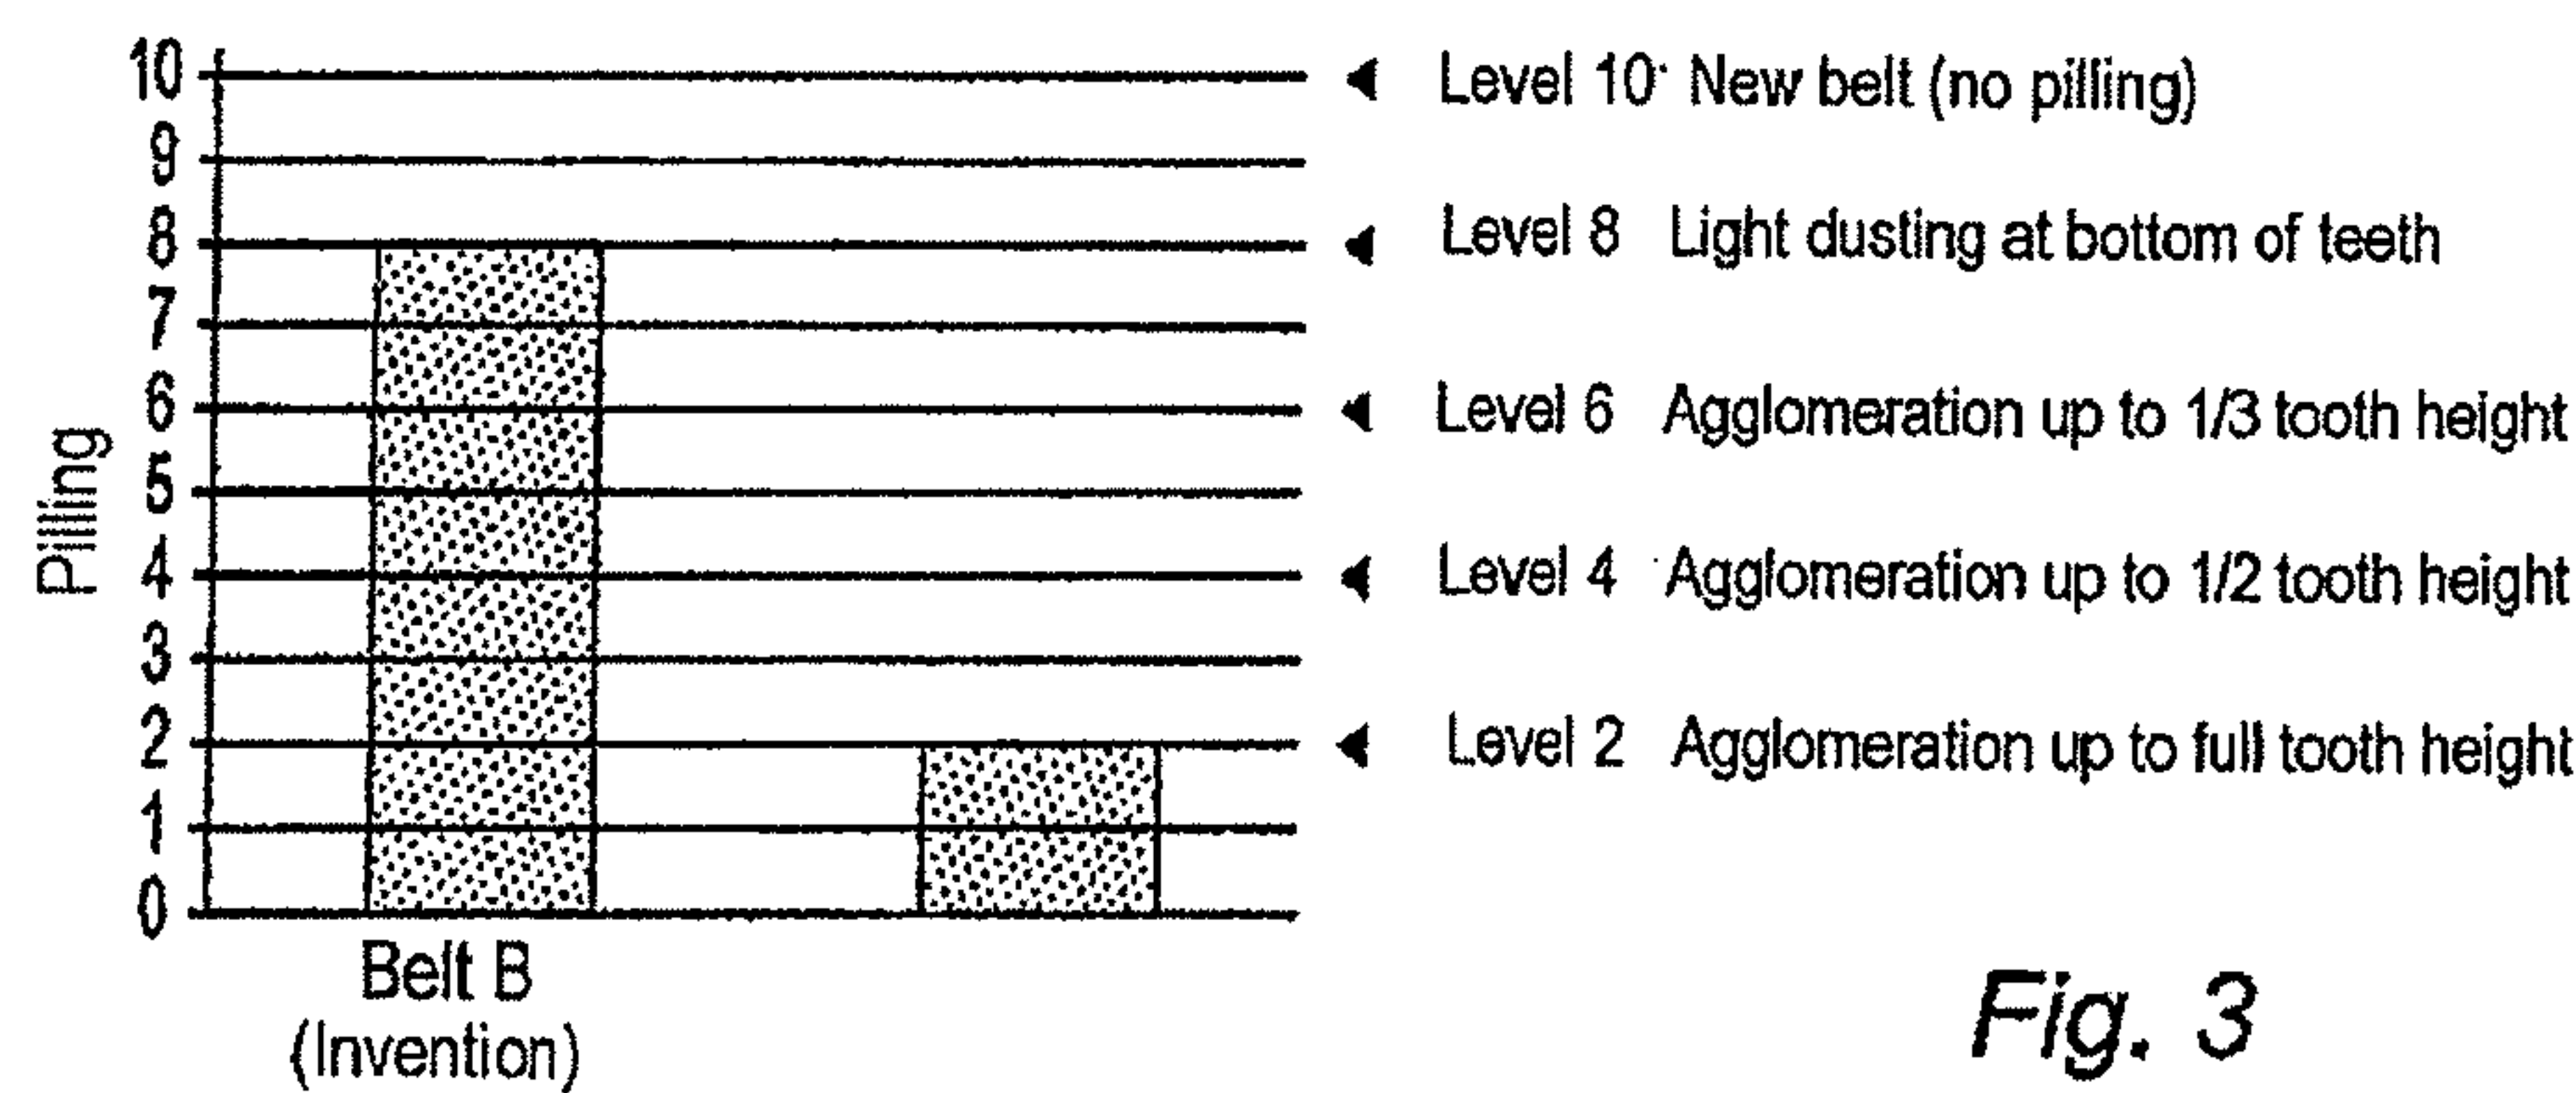 10
Level 10 New belt (no pilling)
9
8
Level 8 Light dusting at bottom of teeth
7
6
Level 6 Agglomeration up to 1/3 tooth height
Pilling
5
4
Level 4 Agglomeration up to 1/2 tooth height
3
2
Level 2 Agglomeration up to full tooth height
1
0
Belt B
(Invention)
Fig. 3